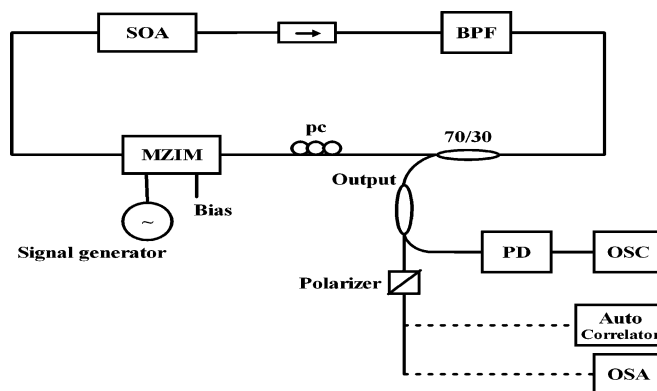 SOA
BPF
pc
70/30
MZIM
Output
Bias
~
Signal generator
PD
OSC
Polarizer
Auto
Correlator
OSA